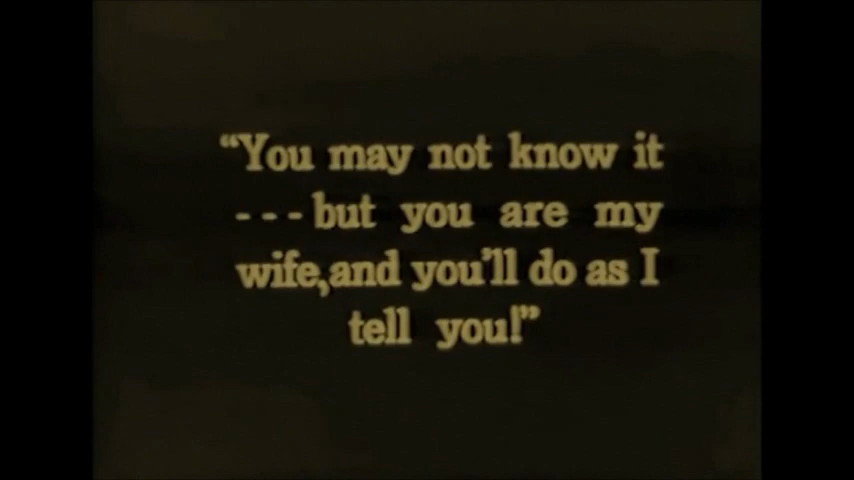 “You may not know it
---but you are my
wife,and you'll do as I
tell you!”